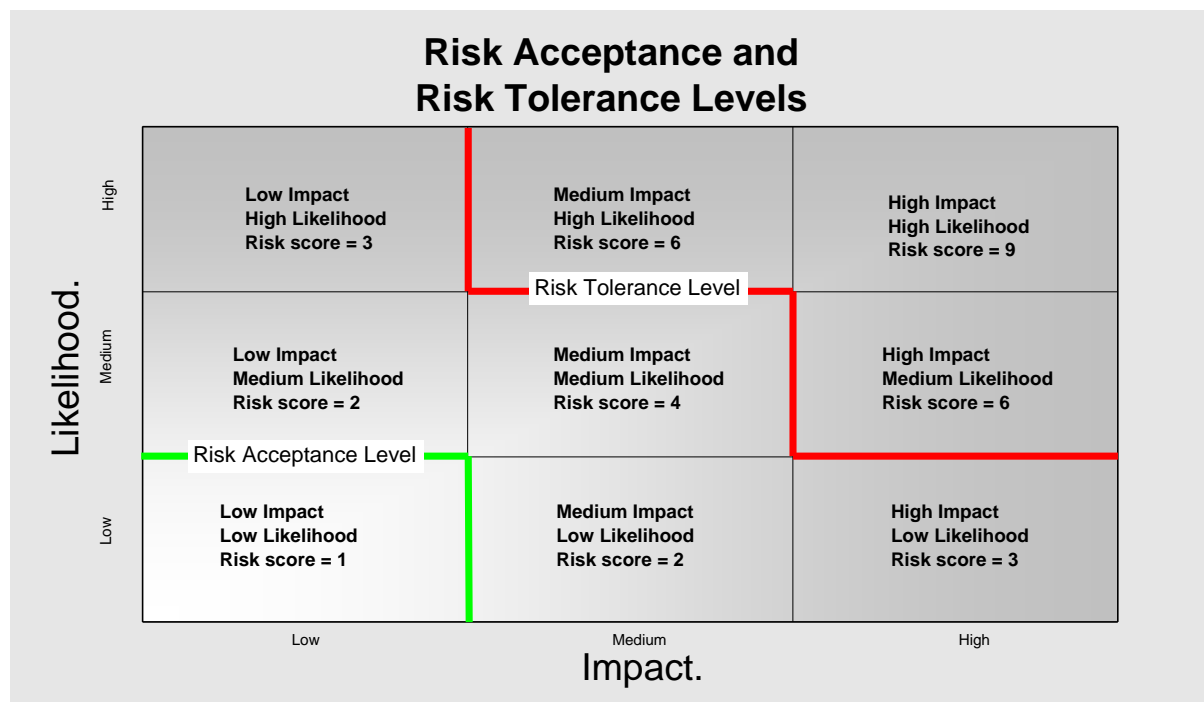 Risk Acceptance and
Risk Tolerance Levels
Likelihood.
High
Low Impact
High Likelihood
Risk score = 3
Medium Impact
High Likelihood
Risk score = 6
High Impact
High Likelihood
Risk score = 9
Risk Tolerance Level
Medium
Low Impact
Medium Likelihood
Risk score = 2
Medium Impact
Medium Likelihood
Risk score = 4
High Impact
Medium Likelihood
Risk score = 6
Risk Acceptance Level
Low
Low Impact
Low Likelihood
Risk score = 1
Medium Impact
Low Likelihood
Risk score = 2
High Impact
Low Likelihood
Risk score = 3
Low
Medium
High
Impact.